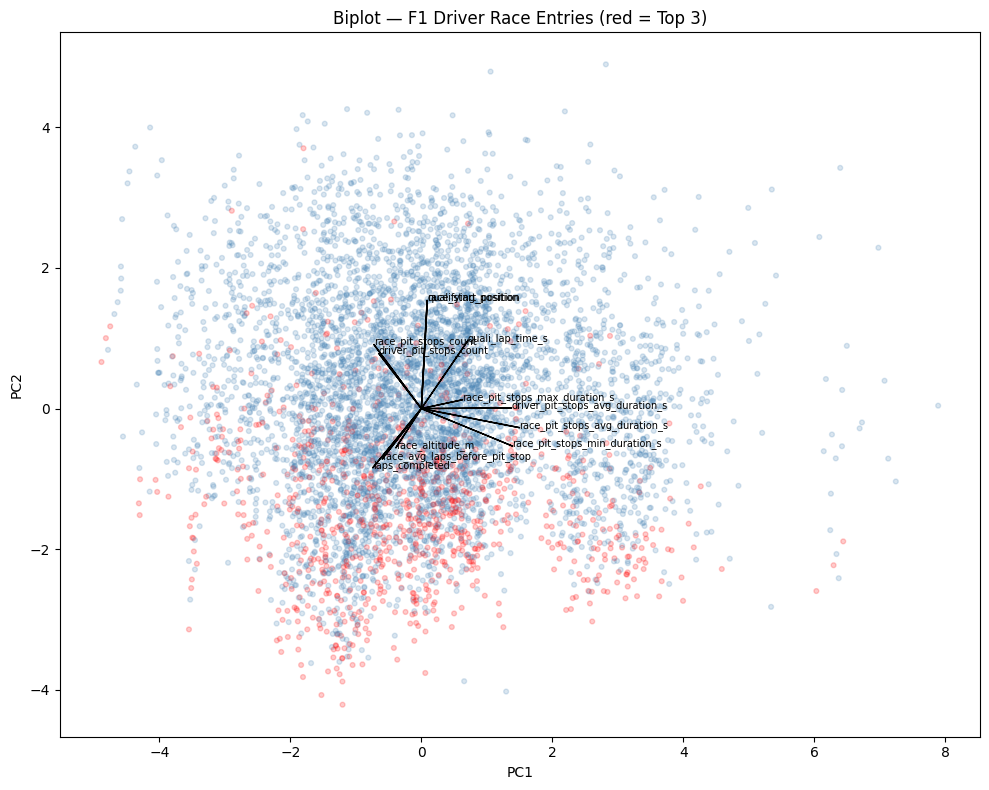 Biplot — F1 Driver Race Entries (red = Top 3)
PC2
4
2
0
−2
−4
qualifying_position
quali_lap_time_s
race_pit_stops_count
driver_pit_stops_count
race_pit_stops_max_duration_s
driver_pit_stops_avg_duration_s
race_pit_stops_avg_duration_s
race_pit_stops_min_duration_s
race_altitude_m
race_avg_laps_before_pit_stop
laps_completed
−4 −2 0 2 4 6 8
PC1